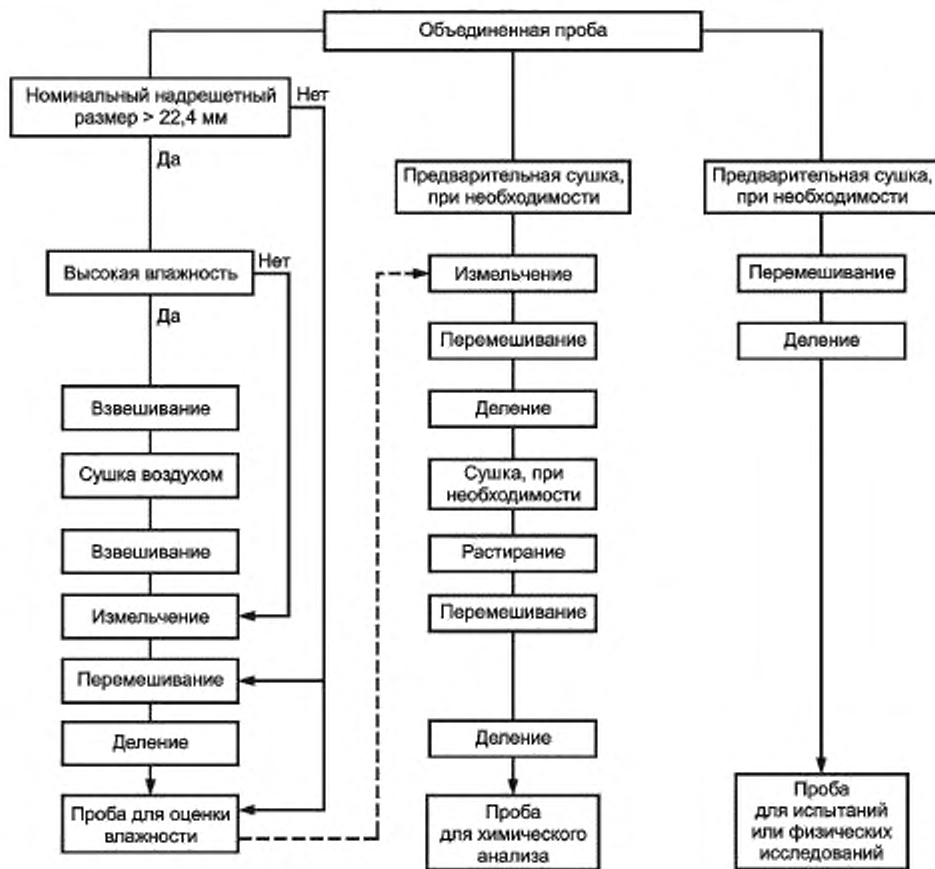 Объединенная проба
Номинальный надрешетный
размер > 22,4 мм
Нет
Да
Высокая влажность
Нет
Да
Взвешивание
Сушка воздухом
Взвешивание
Измельчение
Перемешивание
Деление
Проба для оценки
влажности
Предварительная сушка,
при необходимости
Измельчение
Перемешивание
Деление
Сушка, при
необходимости
Растирание
Перемешивание
Деление
Проба
для химического
анализа
Предварительная сушка,
при необходимости
Перемешивание
Деление
Проба
для испытаний
или физических
исследований